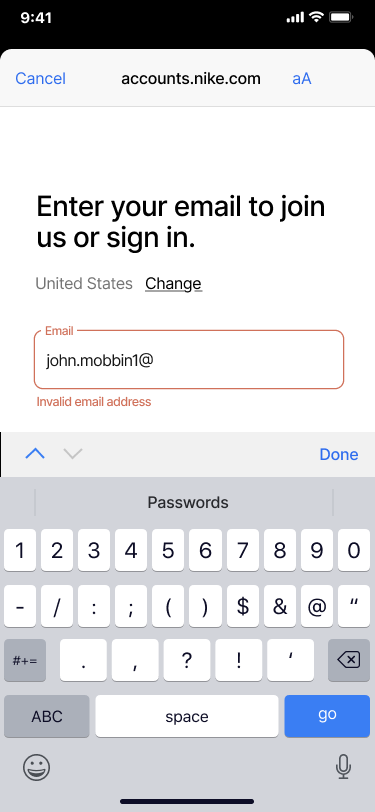 9:41
Cancel accounts.nike.com aA
Enter your email to join
us or sign in.
United States Change
Email
john.mobbin1@
Invalid email address
Done
Passwords
1 2 3 4 5 6 7 8 9 0
- / : ; ( ) $ & @ “
#+= . , ? ! ‘
ABC space go